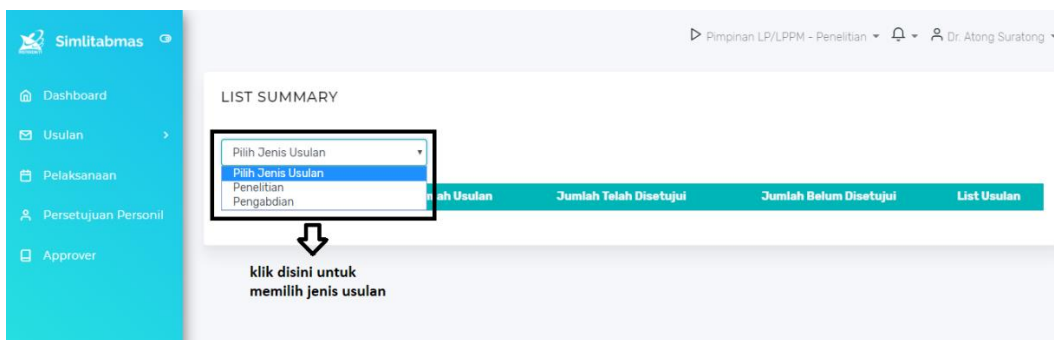 Simlitabmas
Pimpinan LP/LPPM - Penelitian
Dr. Atong Suratong
Dashboard
Usulan
Pelaksanaan
Persetujuan Personil
Approver
LIST SUMMARY
Pilih Jenis Usulan
Pilih Jenis Usulan
Penelitian
Pengabdian
Usulan Jumlah Telah Disetujui Jumlah Belum Disetujui List Usulan
klik disini untuk
memilih jenis usulan